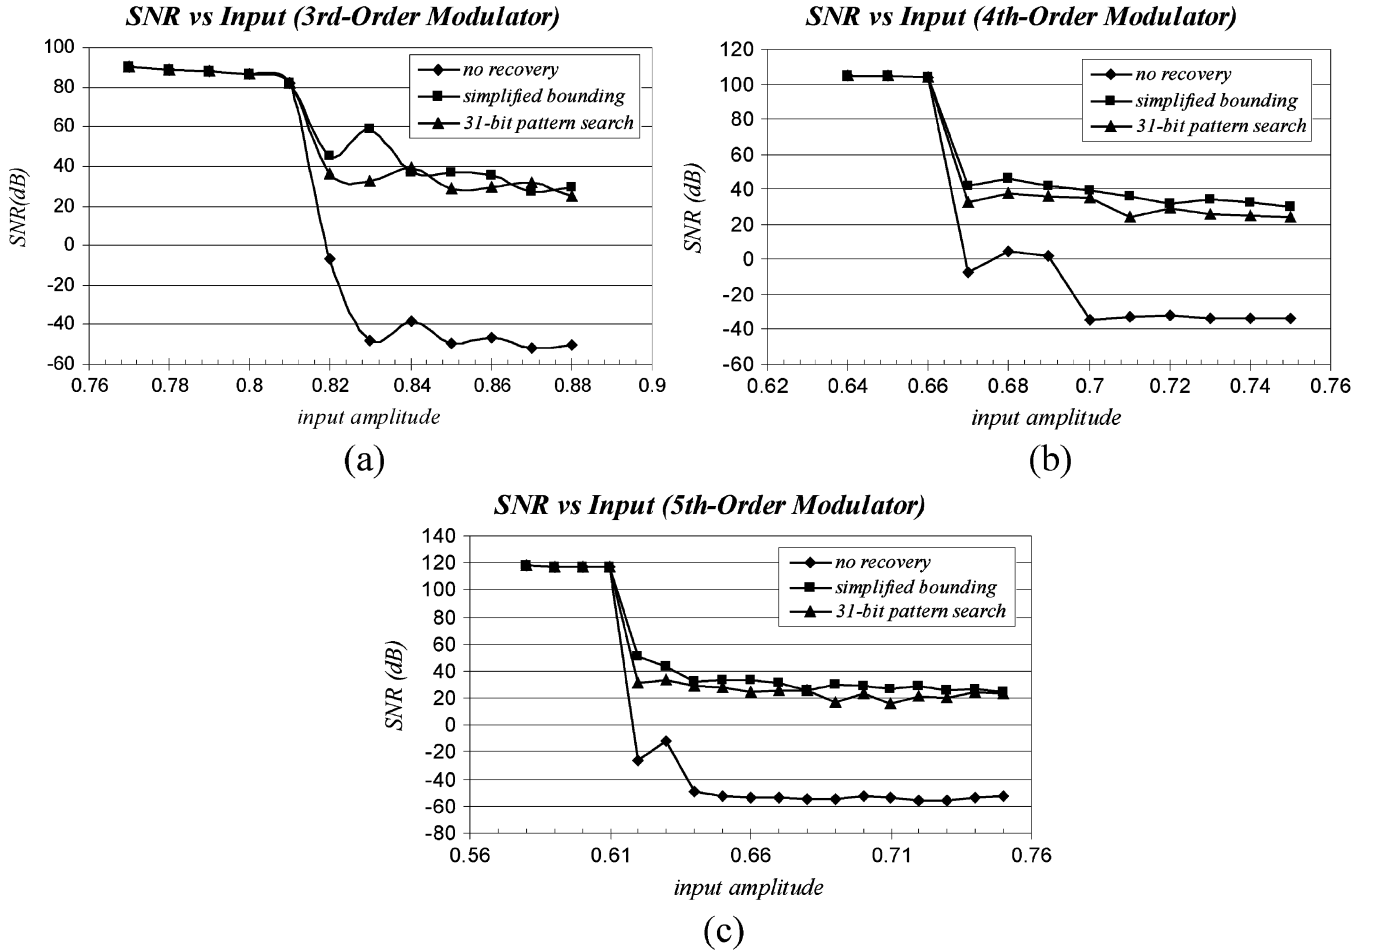 SNR vs Input (3rd-Order Modulator)
100
80
60
40
20
0
-20
-40
-60
SNR(dB)
no recovery
simplified bounding
31-bit pattern search
0.76 0.78 0.8 0.82 0.84 0.86 0.88 0.9
input amplitude
(a)
SNR vs Input (4th-Order Modulator)
120
100
80
60
40
20
0
-20
-40
-60
SNR (dB)
no recovery
simplified bounding
31-bit pattern search
0.62 0.64 0.66 0.68 0.7 0.72 0.74 0.76
input amplitude
(b)
SNR vs Input (5th-Order Modulator)
140
120
100
80
60
40
20
0
-20
-40
-60
-80
SNR (dB)
no recovery
simplified bounding
31-bit pattern search
0.56 0.61 0.66 0.71 0.76
input amplitude
(c)